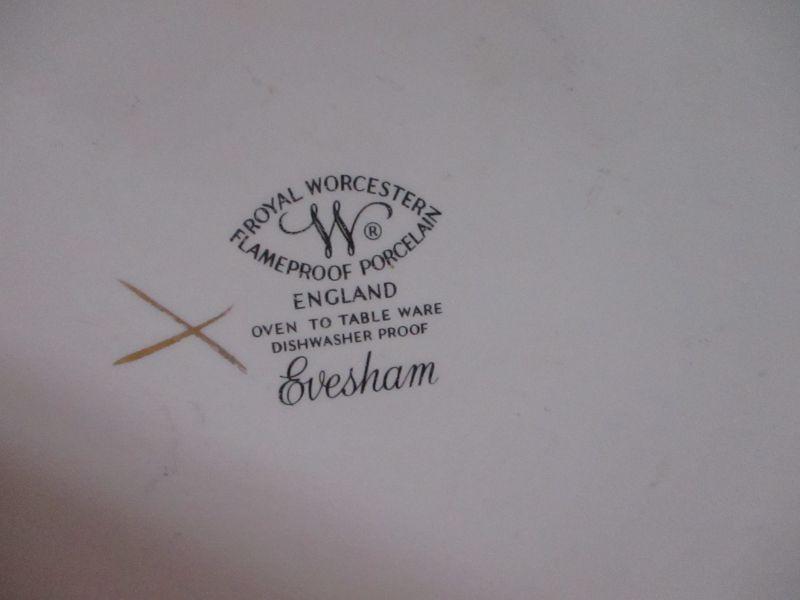 ROYAL WORCESTER
W®
FLAMEPROOF PORCELAIN
ENGLAND
OVEN TO TABLE WARE
DISHWASHER PROOF
Evesham